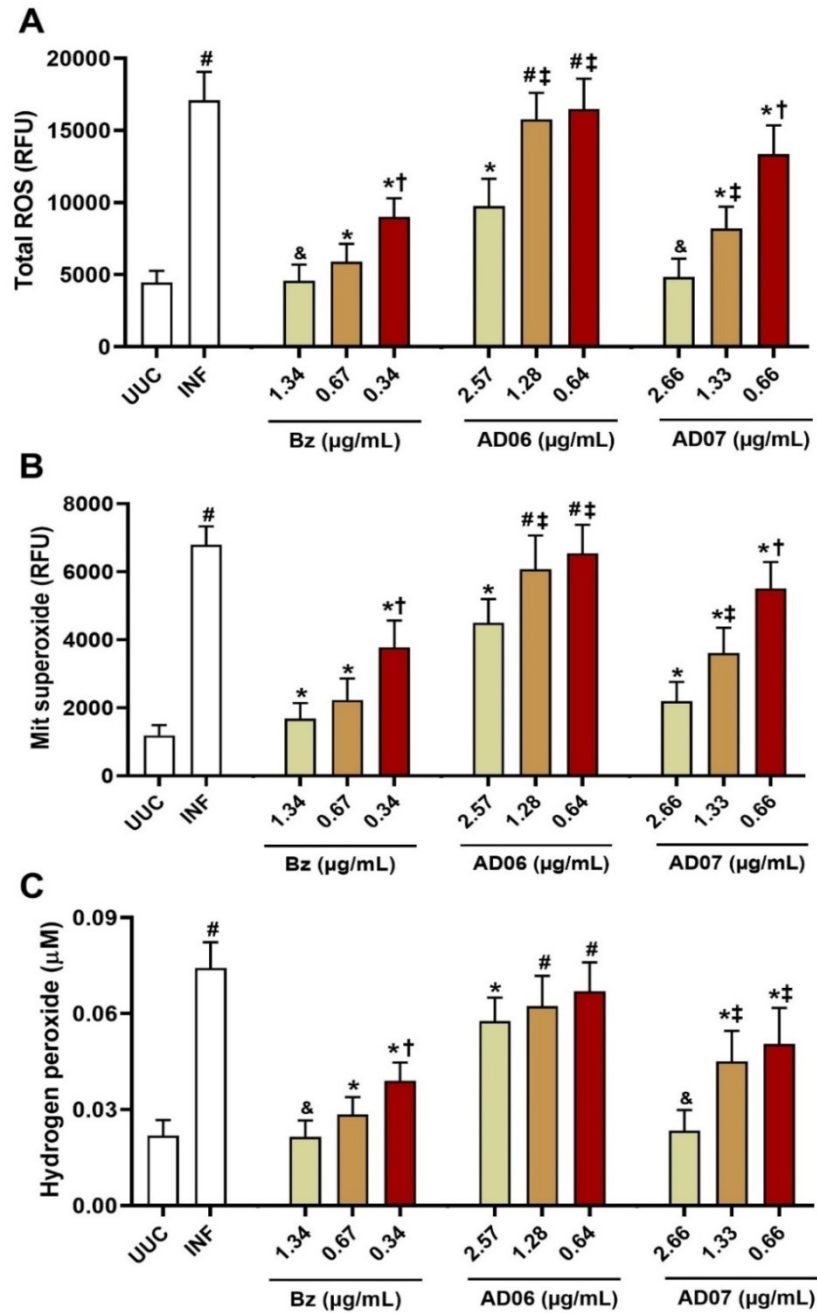 A
Total ROS (RFU)
20000
15000
10000
5000
0
# & * *† * #‡ #‡ & *‡ *†
UUC INF 1.34 0.67 0.34 2.57 1.28 0.64 2.66 1.33 0.66
Bz (µg/mL) AD06 (µg/mL) AD07 (µg/mL)
B
Mit superoxide (RFU)
8000
6000
4000
2000
0
# * * *† * #‡ #‡ * *‡ *†
UUC INF 1.34 0.67 0.34 2.57 1.28 0.64 2.66 1.33 0.66
Bz (µg/mL) AD06 (µg/mL) AD07 (µg/mL)
C
Hydrogen peroxide (µM)
0.09
0.06
0.03
0.00
# & * *† * # # & *‡ *‡
UUC INF 1.34 0.67 0.34 2.57 1.28 0.64 2.66 1.33 0.66
Bz (µg/mL) AD06 (µg/mL) AD07 (µg/mL)